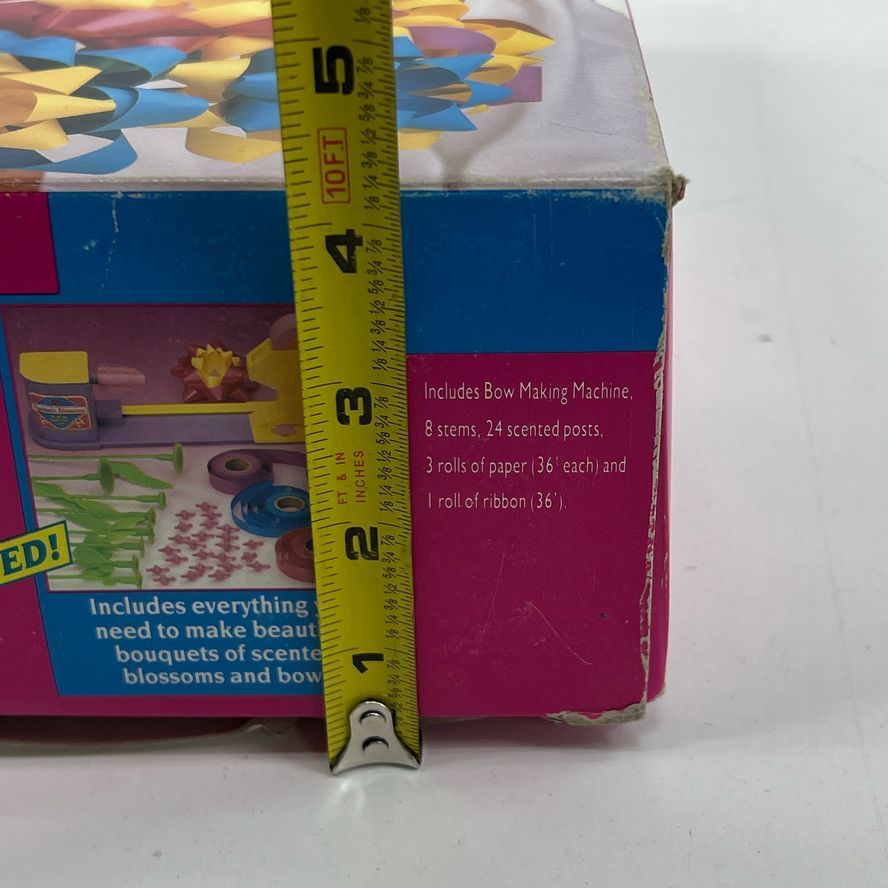 5
10FT
4
3
FT & IN
INCHES
2
1
Includes Bow Making Machine,
8 stems, 24 scented posts,
3 rolls of paper (36' each) and
1 roll of ribbon (36').
ED!
Includes everything
need to make beauti
bouquets of scente
blossoms and bow